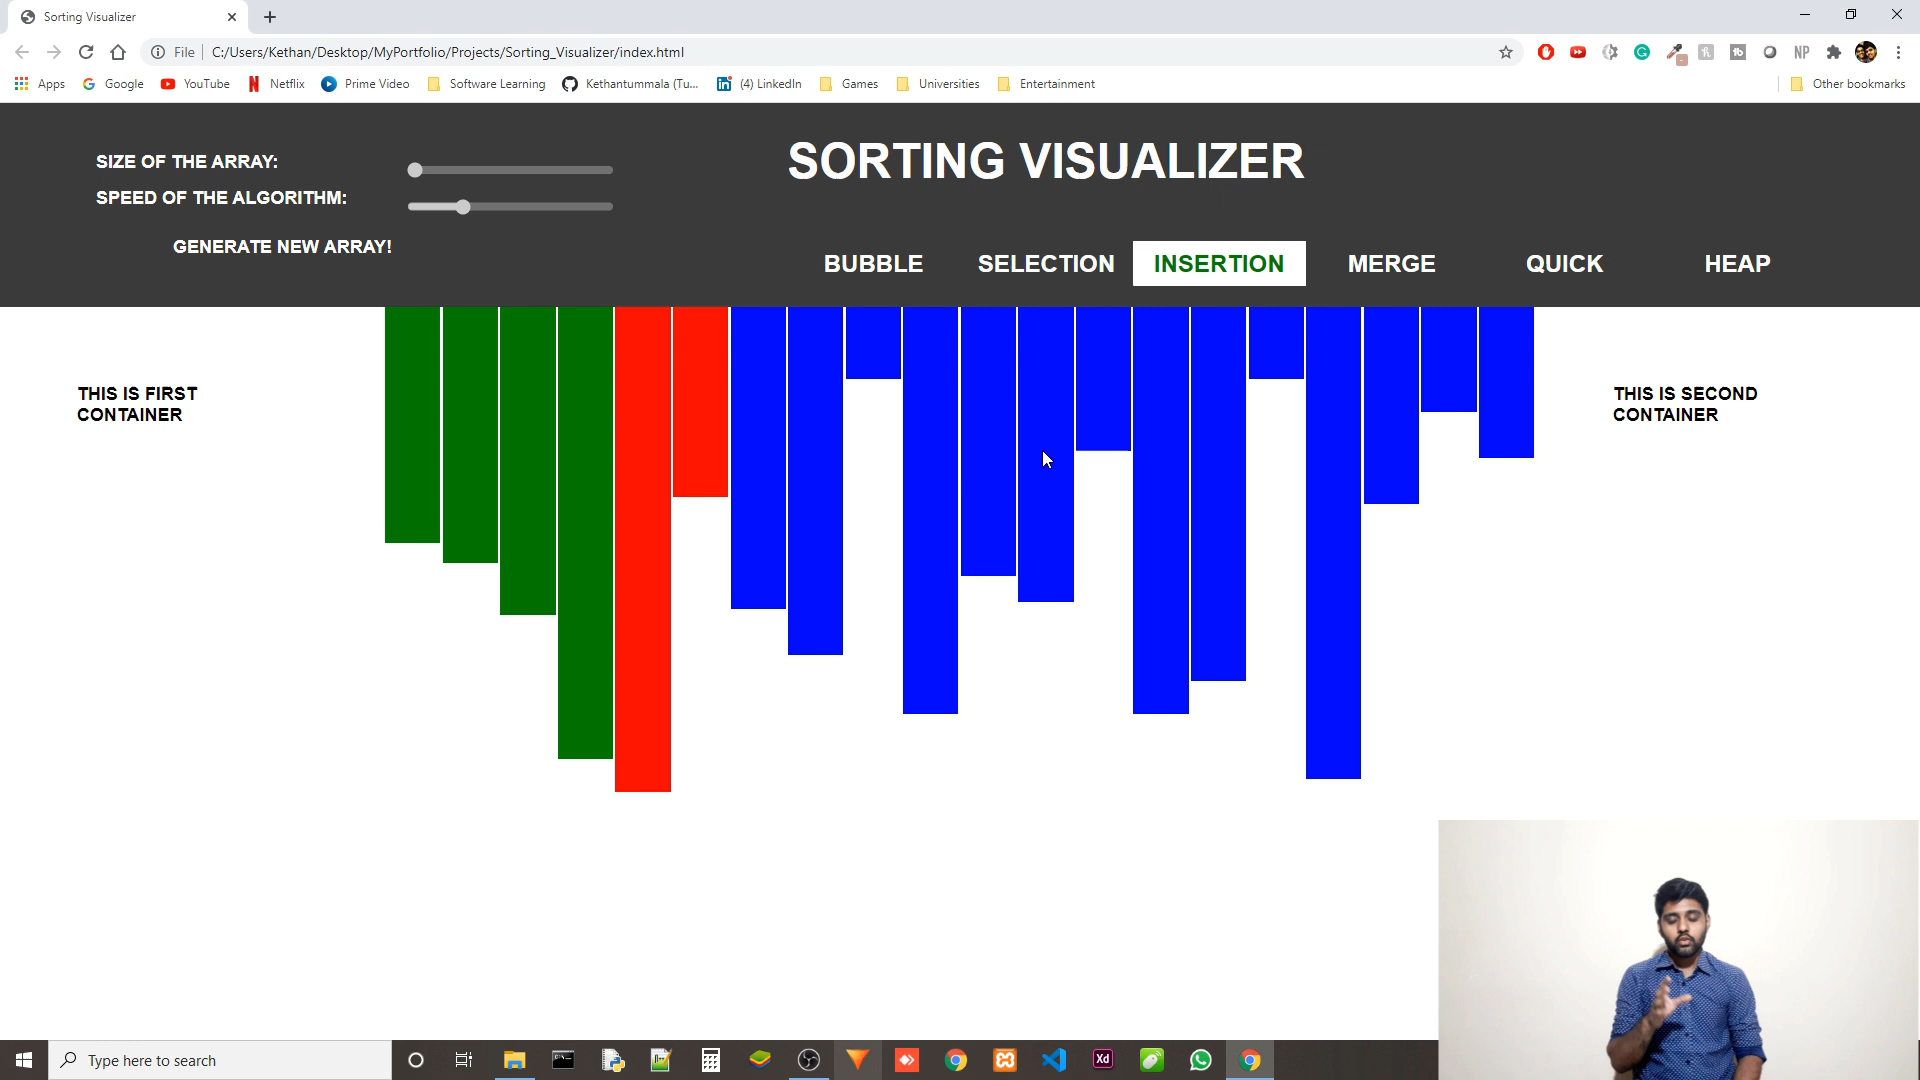 Sorting Visualizer
File
C:/Users/Kethan/Desktop/MyPortfolio/Projects/Sorting_Visualizer/index.html
NP
Apps
Google
YouTube
Netflix
Prime Video
Software Learning
Kethantummala (Tu...
(4) LinkedIn
Games
Universities
Entertainment
Other bookmarks
SIZE OF THE ARRAY:
SPEED OF THE ALGORITHM:
GENERATE NEW ARRAY!
SORTING VISUALIZER
BUBBLE
SELECTION
INSERTION
MERGE
QUICK
HEAP
THIS IS FIRST
CONTAINER
THIS IS SECOND
CONTAINER
Type here to search
Xd